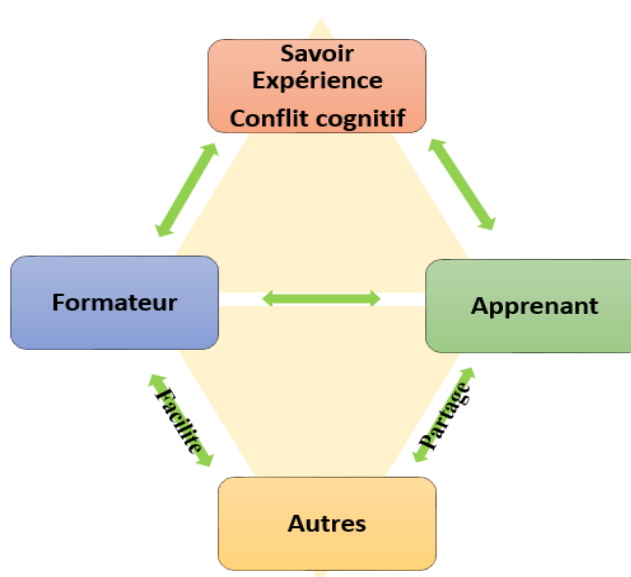 Savoir
Expérience
Conflit cognitif
Formateur
Apprenant
Facilite
Partage
Autres